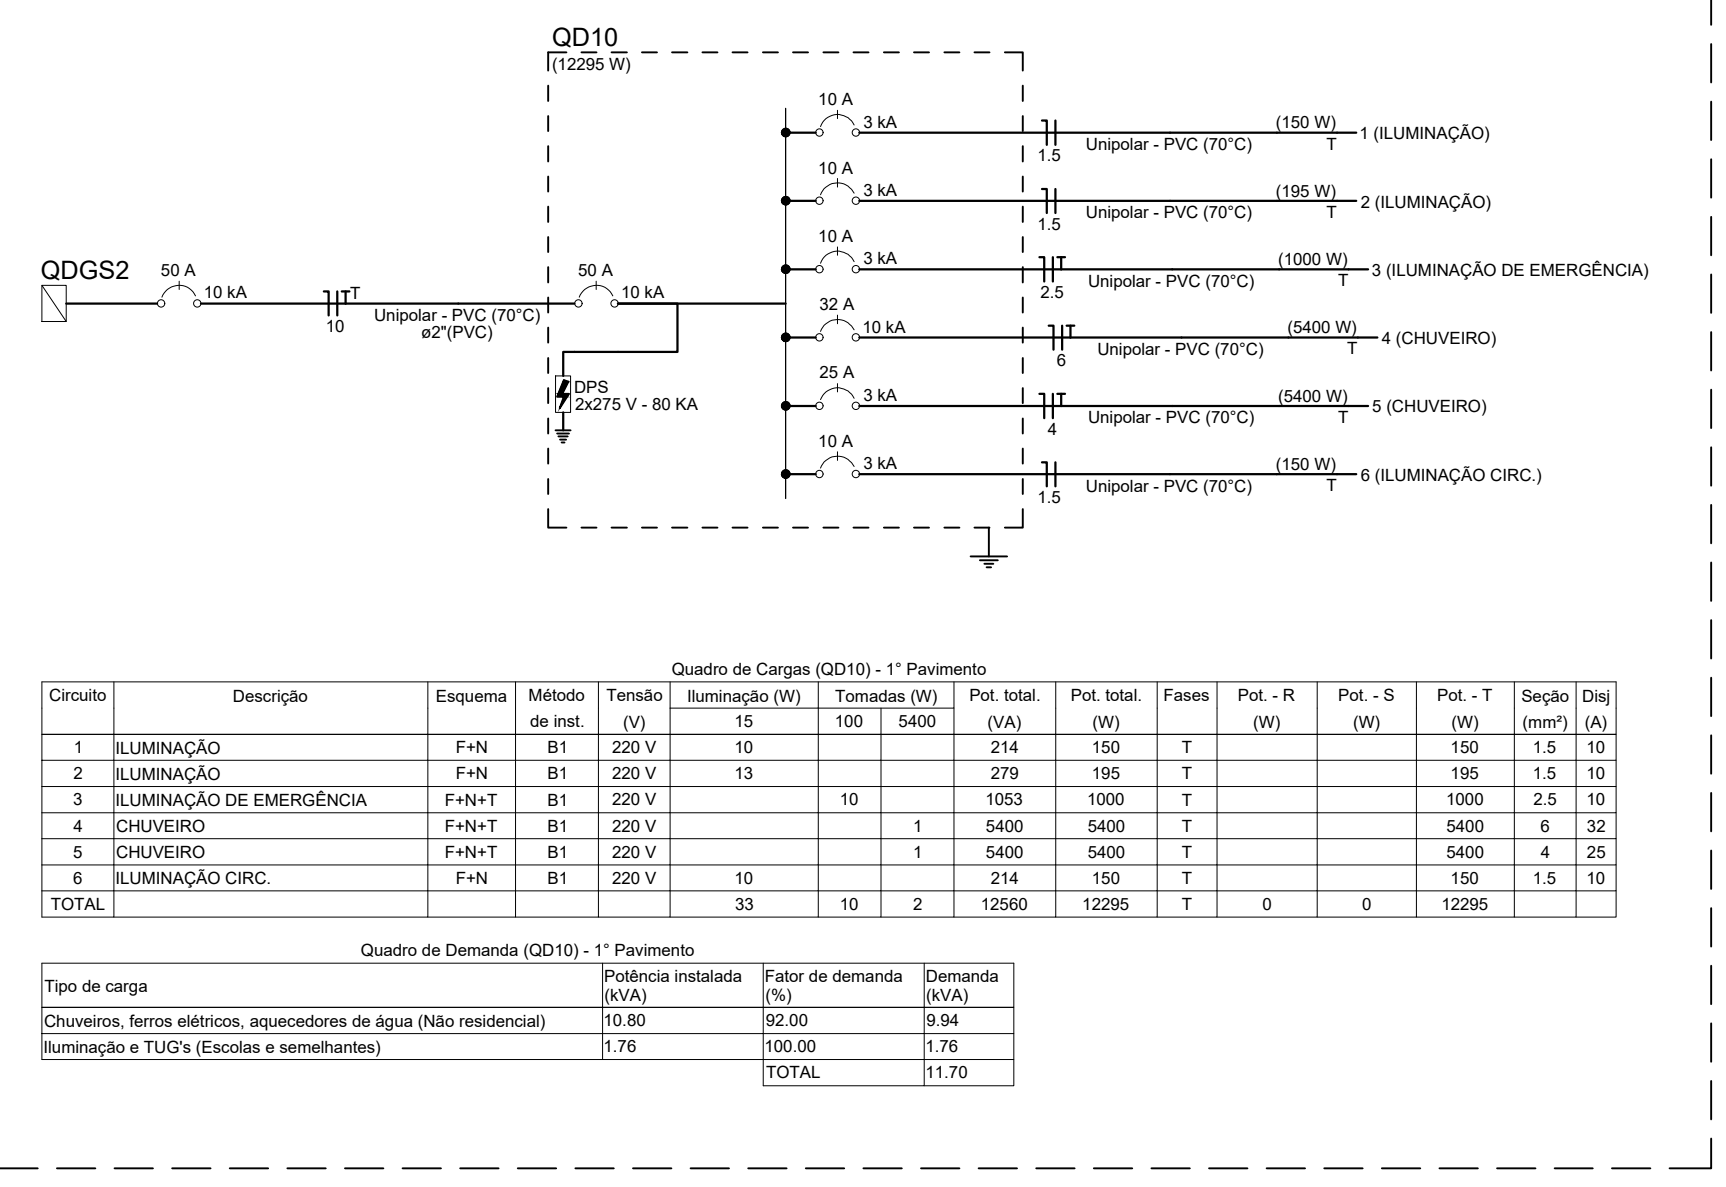 QD10
(12295 W)
10 A
3 kA
1.5
Unipolar - PVC (70°C)
(150 W)
T
1 (ILUMINAÇÃO)
10 A
3 kA
1.5
Unipolar - PVC (70°C)
(195 W)
T
2 (ILUMINAÇÃO)
10 A
3 kA
2.5
Unipolar - PVC (70°C)
(1000 W)
T
3 (ILUMINAÇÃO DE EMERGÊNCIA)
QDGS2
50 A
10 kA
T
10
Unipolar - PVC (70°C)
ø2"(PVC)
50 A
10 kA
32 A
10 kA
6
Unipolar - PVC (70°C)
(5400 W)
T
4 (CHUVEIRO)
DPS
2x275 V - 80 KA
25 A
3 kA
4
Unipolar - PVC (70°C)
(5400 W)
T
5 (CHUVEIRO)
10 A
3 kA
1.5
Unipolar - PVC (70°C)
(150 W)
T
6 (ILUMINAÇÃO CIRC.)
Quadro de Cargas (QD10) - 1° Pavimento
Circuito Descrição Esquema Método Tensão Iluminação (W) Tomadas (W) Pot. total. Pot. total. Fases Pot. - R Pot. - S Pot. - T Seção Disj
de inst. (V) 15 100 5400 (VA) (W) (W) (W) (W) (mm²) (A)
1 ILUMINAÇÃO F+N B1 220 V 10 214 150 T 150 1.5 10
2 ILUMINAÇÃO F+N B1 220 V 13 279 195 T 195 1.5 10
3 ILUMINAÇÃO DE EMERGÊNCIA F+N+T B1 220 V 10 1053 1000 T 1000 2.5 10
4 CHUVEIRO F+N+T B1 220 V 1 5400 5400 T 5400 6 32
5 CHUVEIRO F+N+T B1 220 V 1 5400 5400 T 5400 4 25
6 ILUMINAÇÃO CIRC. F+N B1 220 V 10 214 150 T 150 1.5 10
TOTAL 33 10 2 12560 12295 T 0 0 12295
Quadro de Demanda (QD10) - 1° Pavimento
Tipo de carga Potência instalada Fator de demanda Demanda
(kVA) (%) (kVA)
Chuveiros, ferros elétricos, aquecedores de água (Não residencial) 10.80 92.00 9.94
Iluminação e TUG's (Escolas e semelhantes) 1.76 100.00 1.76
TOTAL 11.70